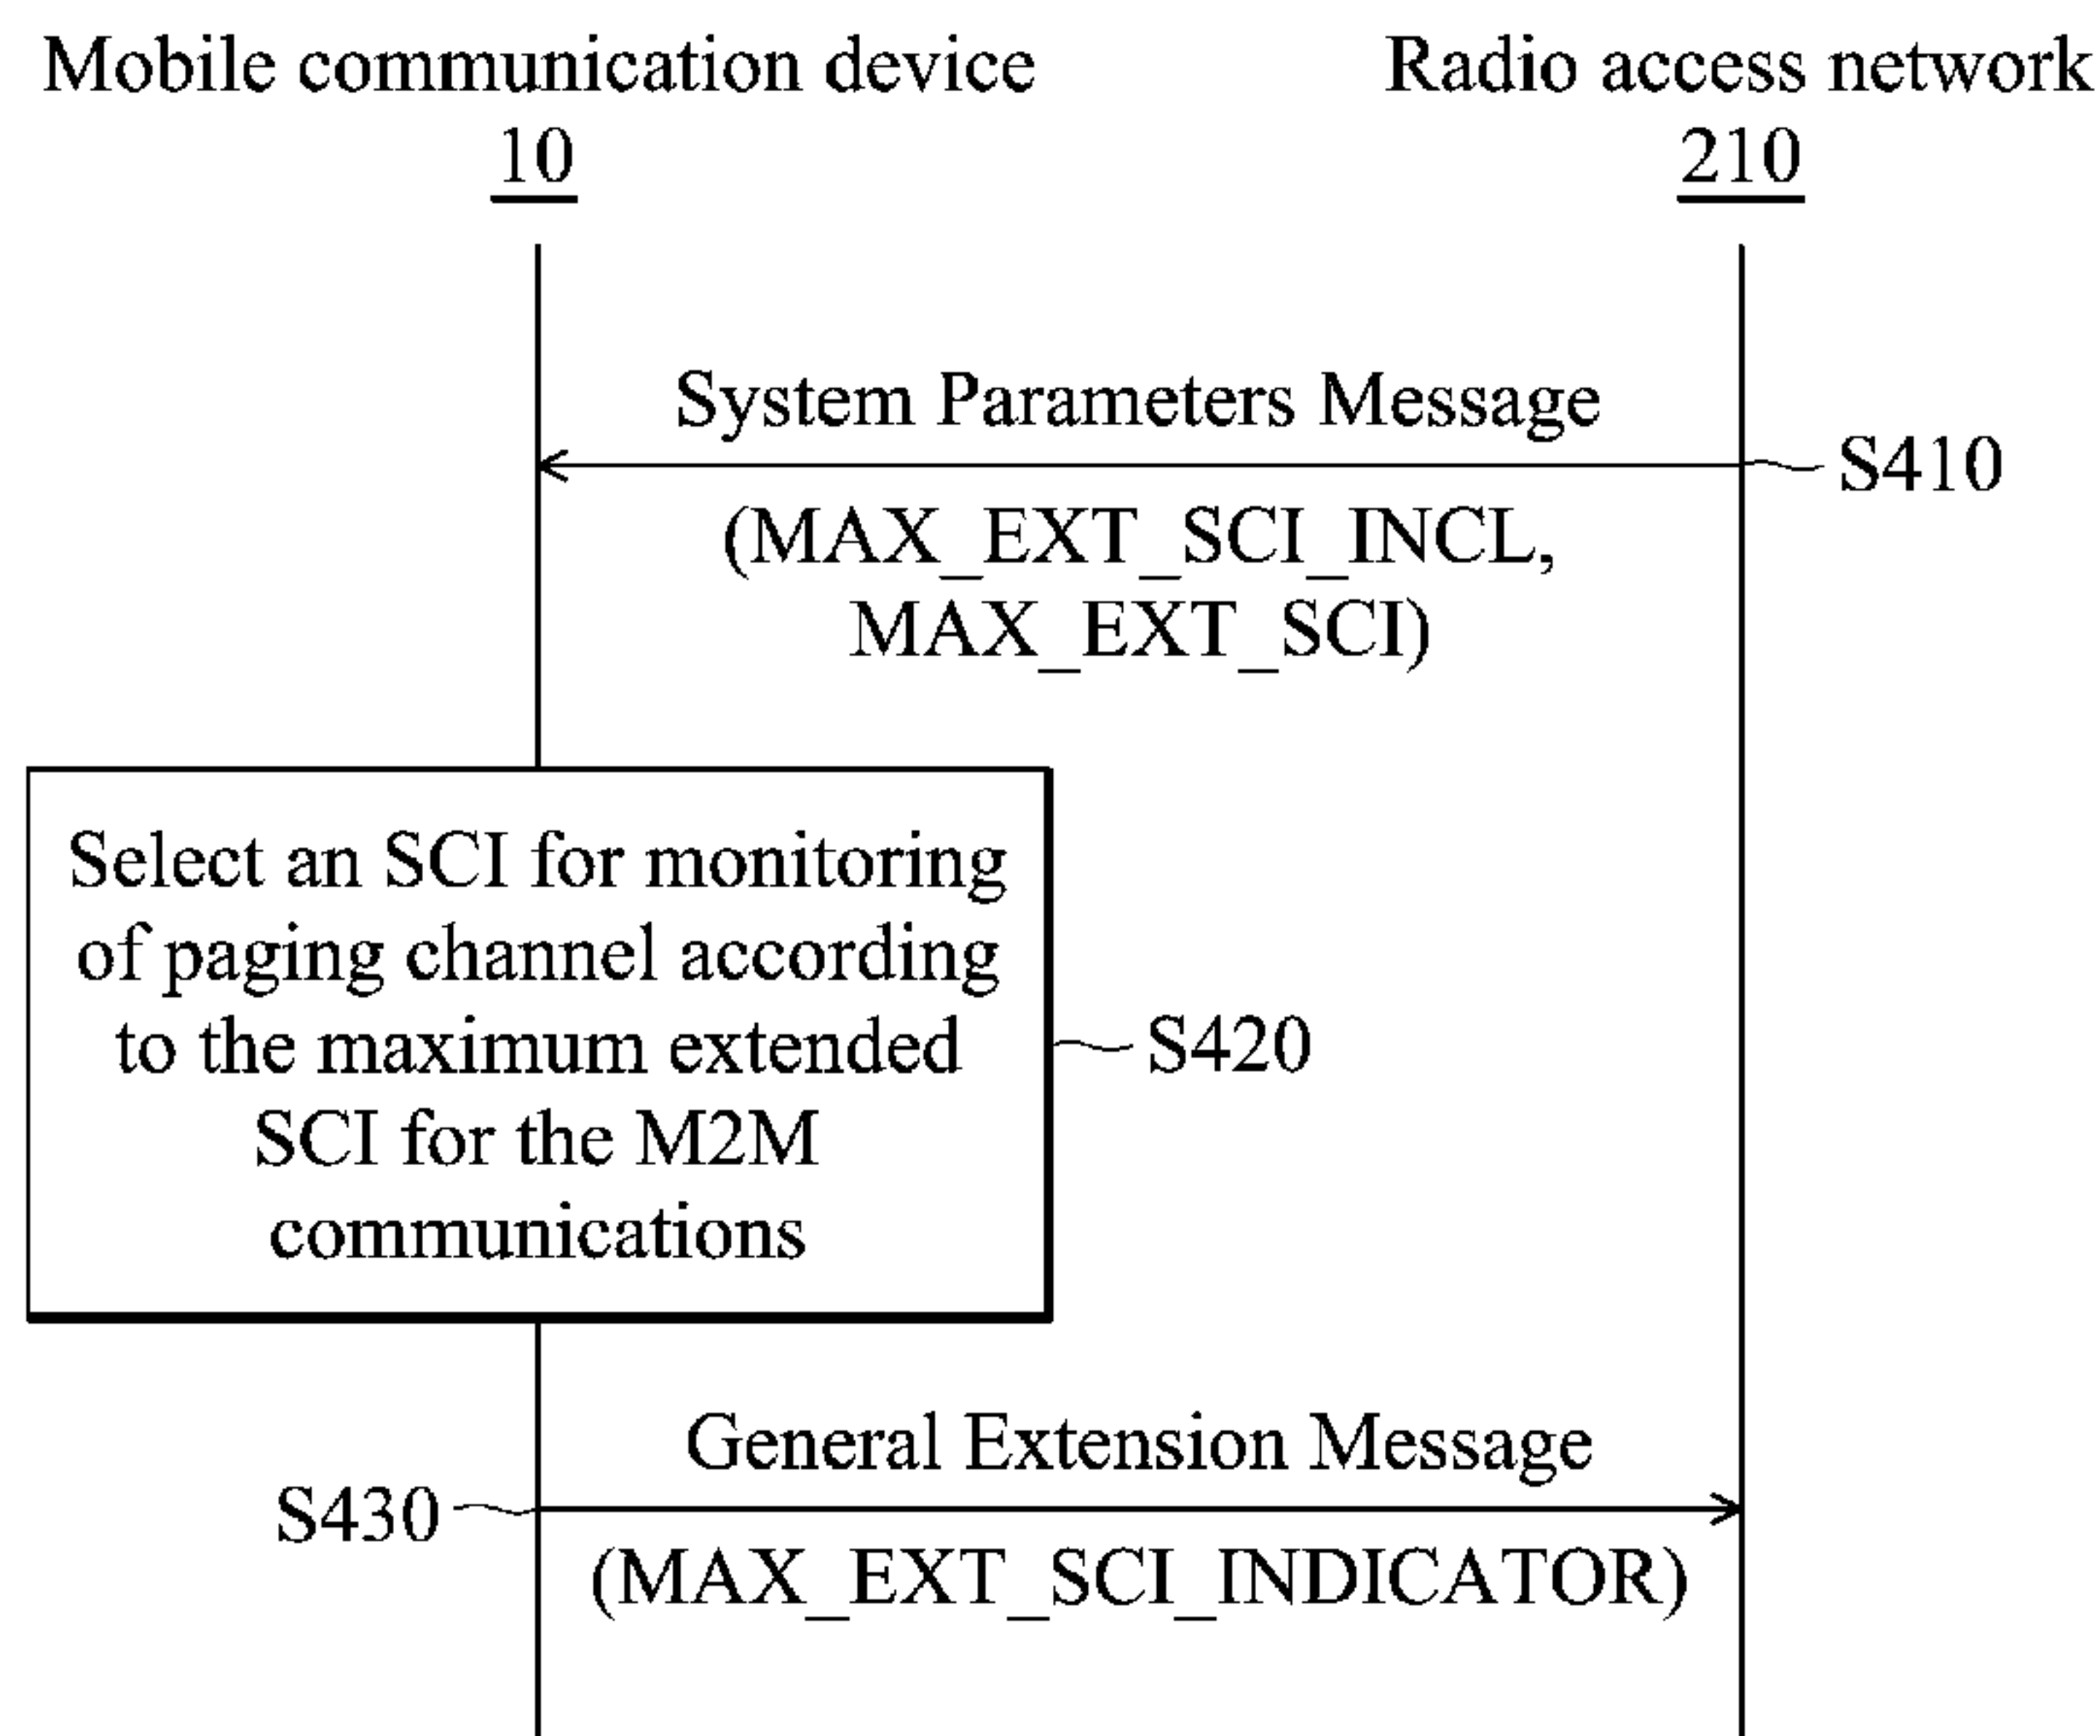 Mobile communication device
10
Radio access network
210
System Parameters Message
S410
(MAX_EXT_SCI_INCL,
MAX_EXT_SCI)
Select an SCI for monitoring
of paging channel according
to the maximum extended
SCI for the M2M
communications
S420
General Extension Message
S430
(MAX_EXT_SCI_INDICATOR)